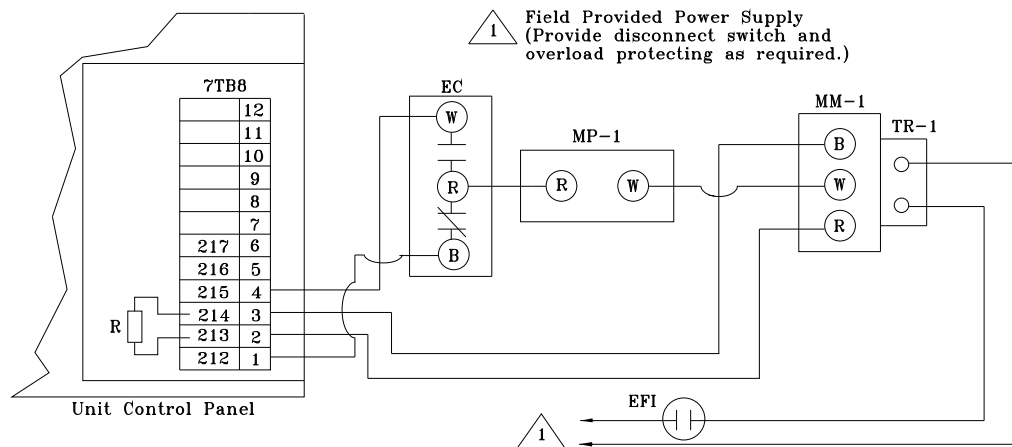 1 Field Provided Power Supply
(Provide disconnect switch and
overload protecting as required.)
7TB8
12
11
10
9
8
7
217 6
216 5
215 4
214 3
213 2
212 1
R
Unit Control Panel
EC
W
R
B
MP-1
R W
MM-1
B
W
R
TR-1
EFI
1